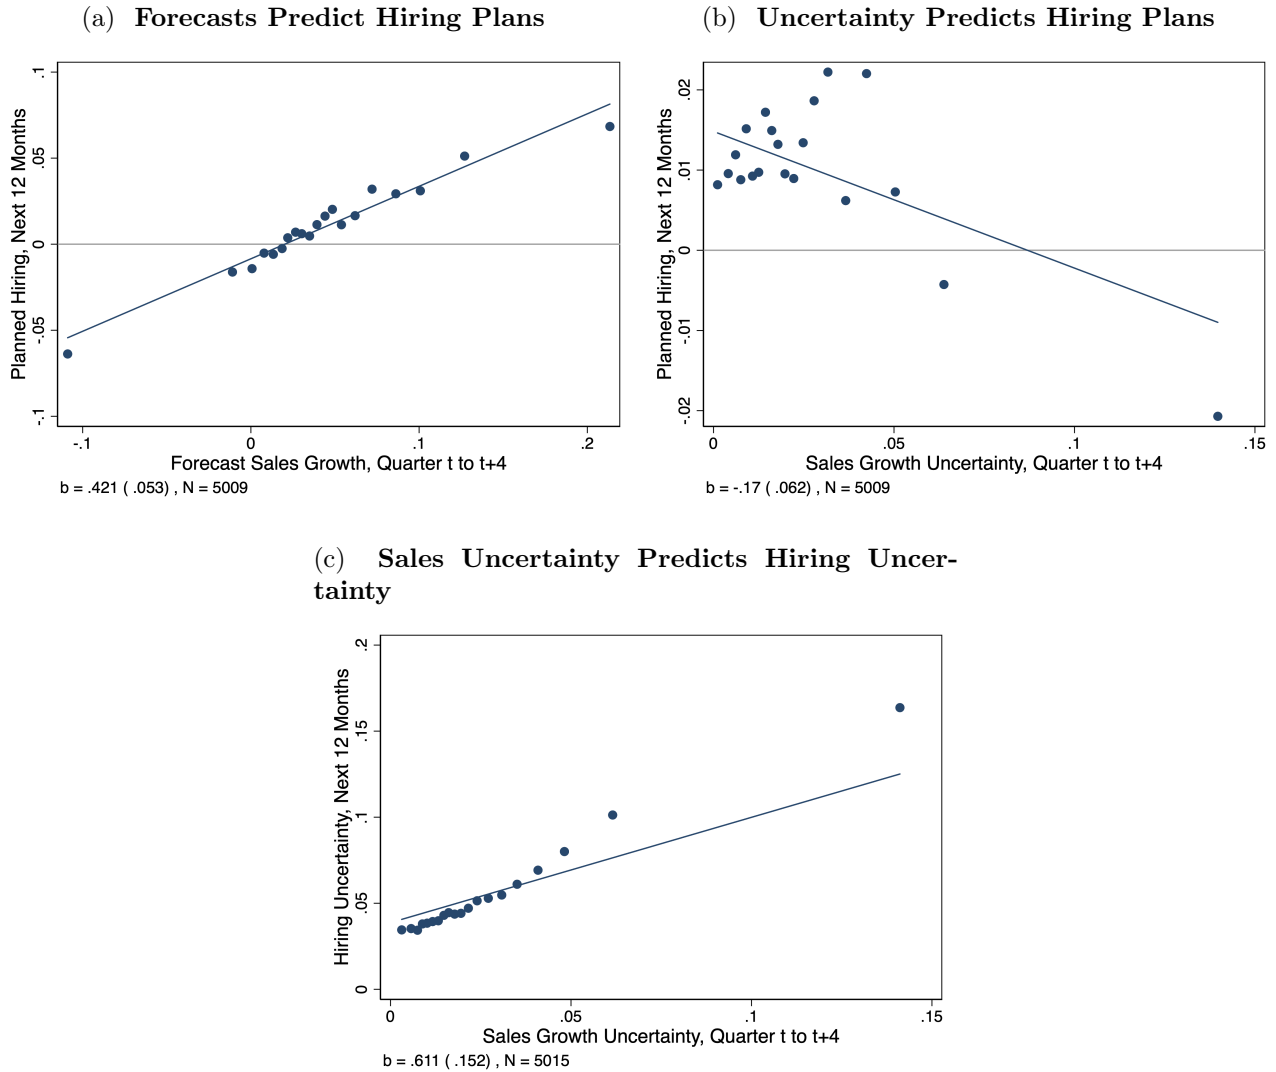 (a) Forecasts Predict Hiring Plans
Planned Hiring, Next 12 Months
.1
.05
0
-.05
-.1
-.1 0 .1 .2
Forecast Sales Growth, Quarter t to t+4
b = .421 ( .053) , N = 5009
(b) Uncertainty Predicts Hiring Plans
Planned Hiring, Next 12 Months
.02
.01
0
-.01
-.02
0 .05 .1 .15
Sales Growth Uncertainty, Quarter t to t+4
b = -.17 ( .062) , N = 5009
(c) Sales Uncertainty Predicts Hiring Uncer-
tainty
Hiring Uncertainty, Next 12 Months
.2
.15
.1
.05
0
0 .05 .1 .15
Sales Growth Uncertainty, Quarter t to t+4
b = .611 ( .152) , N = 5015